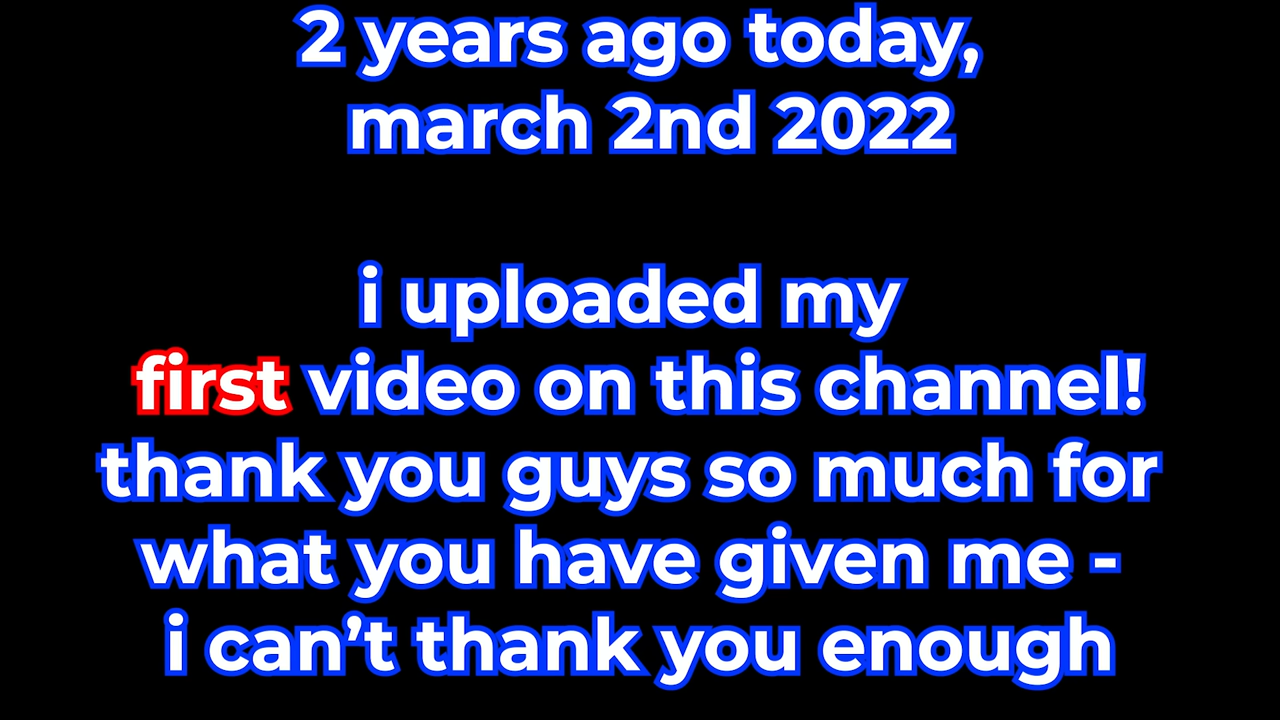 2 years ago today,
march 2nd 2022
i uploaded my
first video on this channel!
thank you guys so much for
what you have given me -
i can’t thank you enough